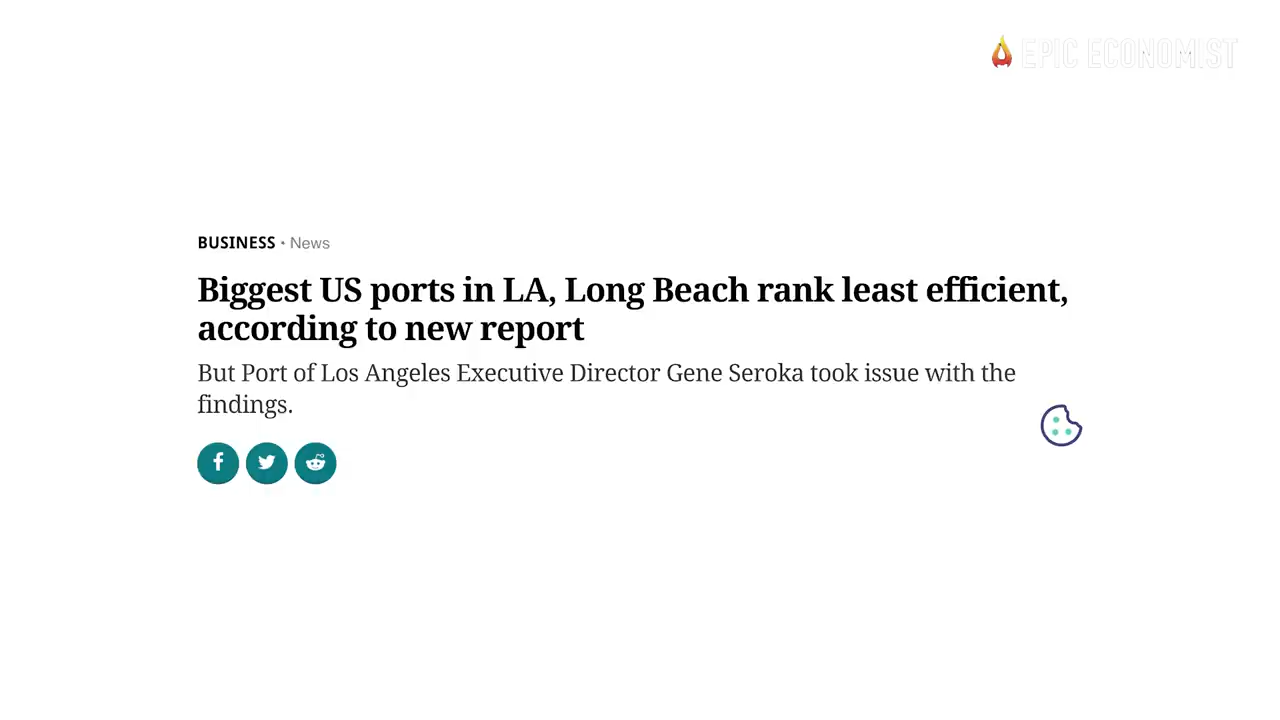 EPIC ECONOMIST
BUSINESS • News
Biggest US ports in LA, Long Beach rank least efficient,
according to new report
But Port of Los Angeles Executive Director Gene Seroka took issue with the
findings.